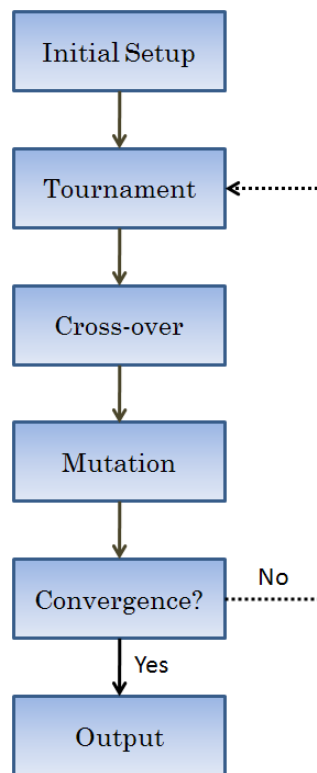 Initial Setup
Tournament
Cross-over
Mutation
Convergence?
No
Yes
Output